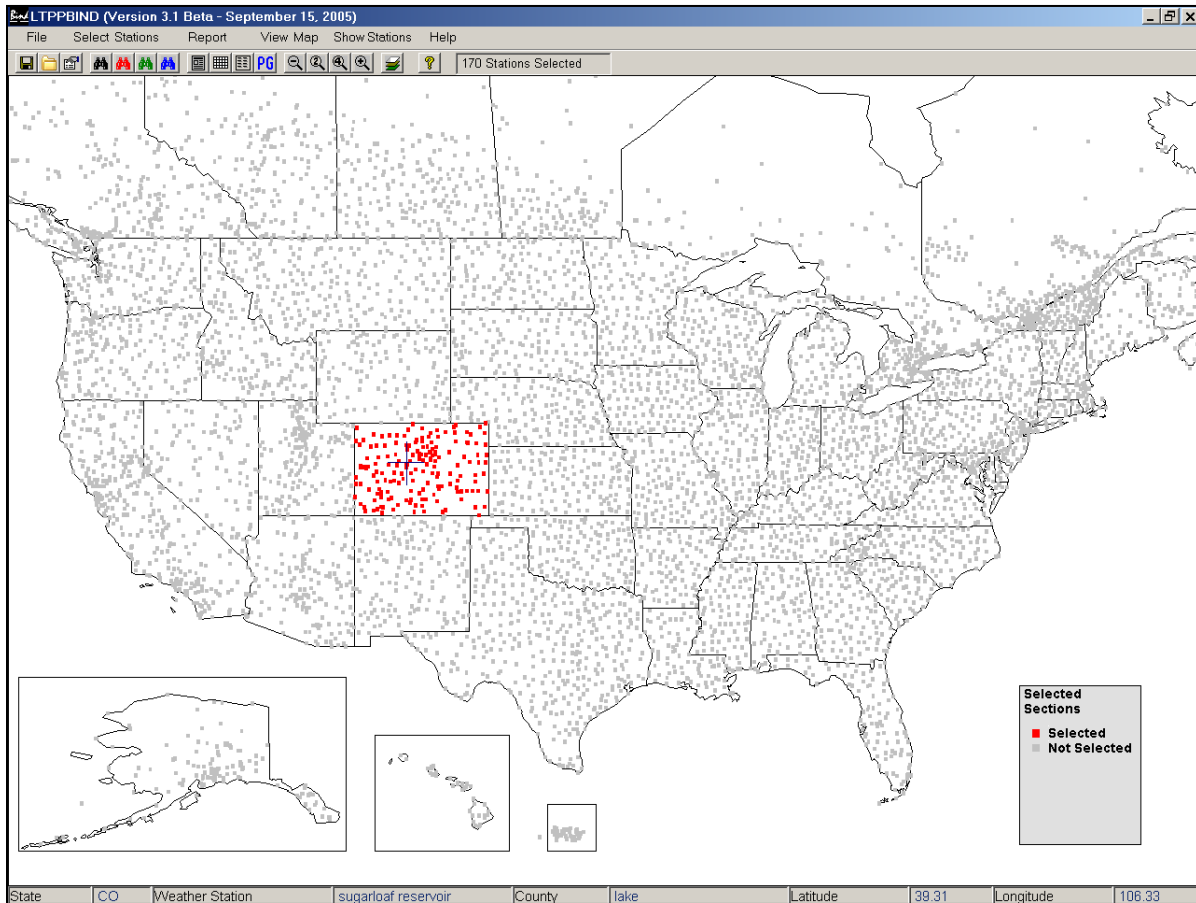 LTPPBIND (Version 3.1 Beta - September 15, 2005)
File Select Stations Report View Map Show Stations Help
PG 170 Stations Selected
Selected
Sections
Selected
Not Selected
State CO Weather Station sugarloaf reservoir County lake Latitude 39.31 Longitude 106.33